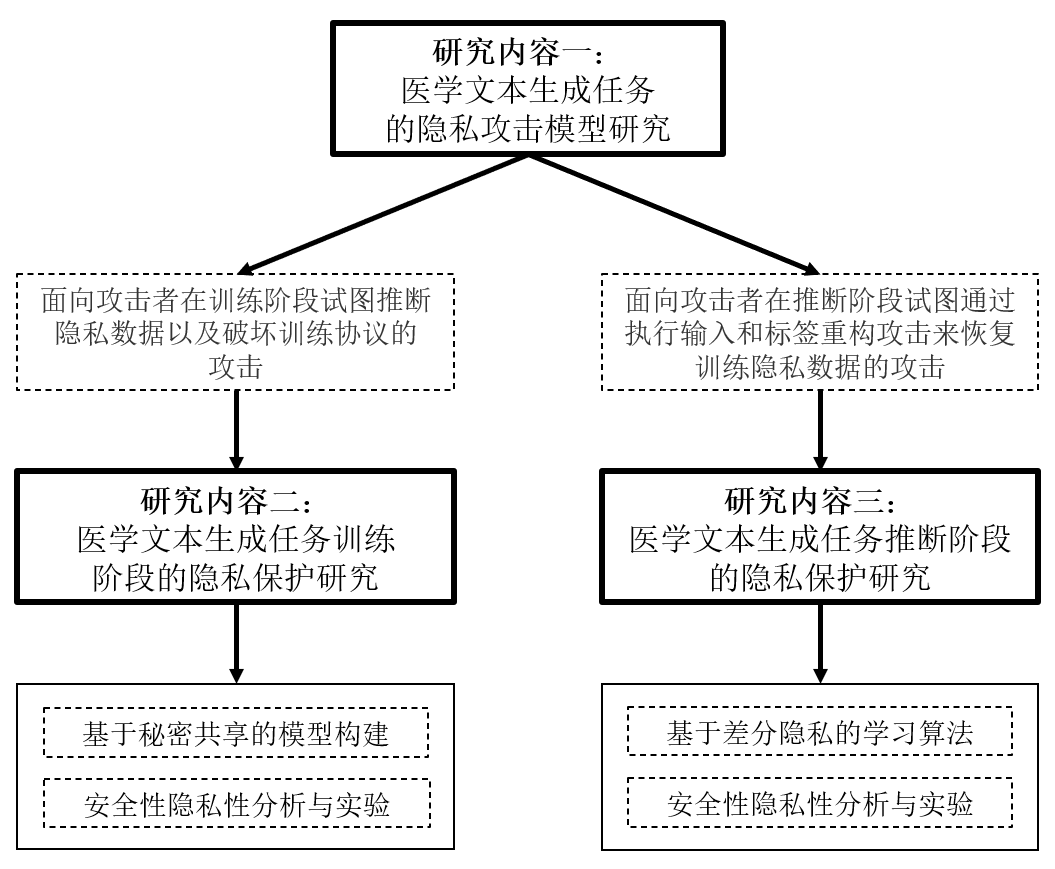 研究内容一：
医学文本生成任务
的隐私攻击模型研究
面向攻击者在训练阶段试图推断
隐私数据以及破坏训练协议的
攻击
面向攻击者在推断阶段试图通过
执行输入和标签重构攻击来恢复
训练隐私数据的攻击
研究内容二：
医学文本生成任务训练
阶段的隐私保护研究
研究内容三：
医学文本生成任务推断阶段
的隐私保护研究
基于秘密共享的模型构建
安全性隐私性分析与实验
基于差分隐私的学习算法
安全性隐私性分析与实验